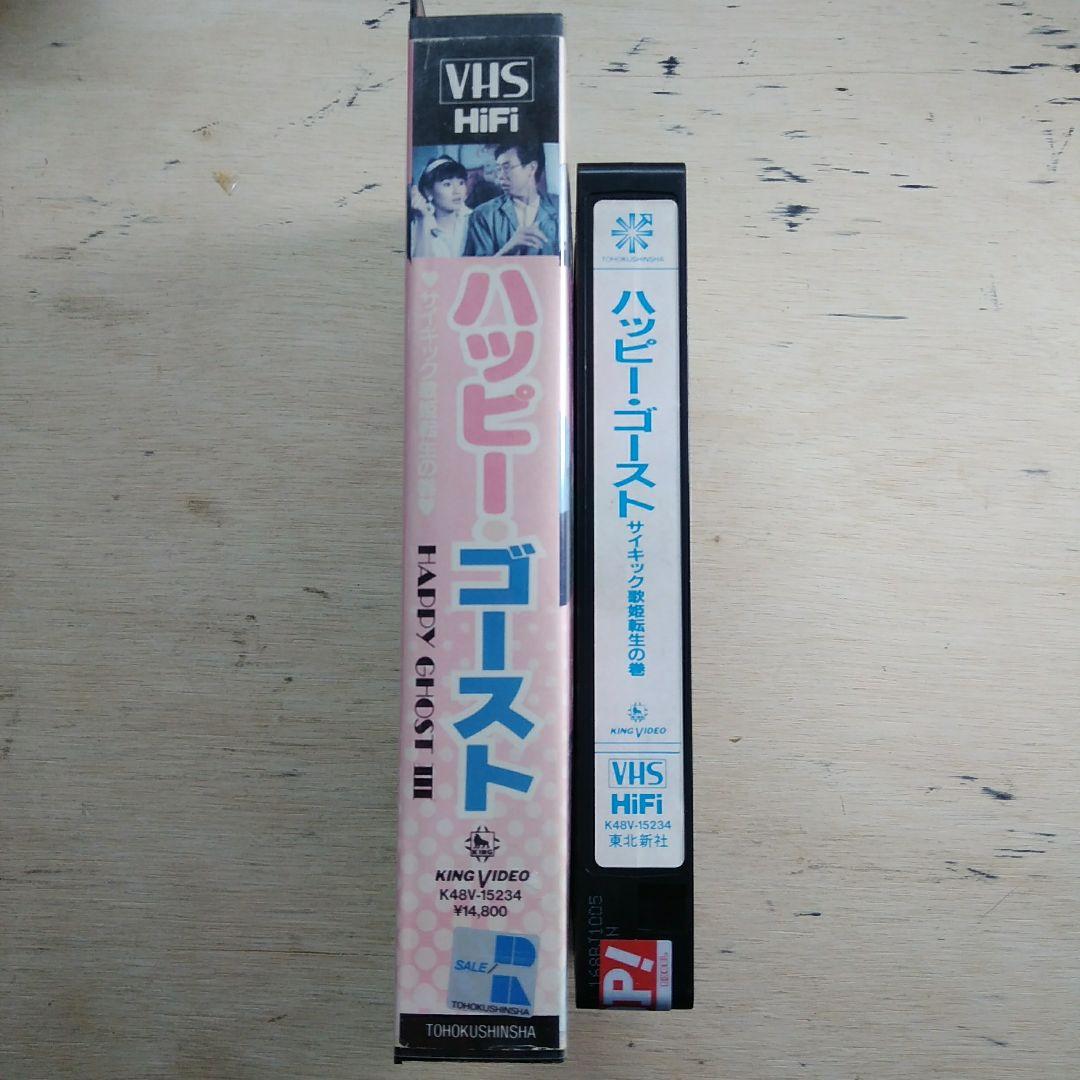 VHS
HiFi
ハッピー・ゴースト
♥サイキック歌姫転生の巻♥
HAPPY GHOST III
KING
KING VIDEO
K48V-15234
¥14,800
SALE/
TOHOKUSHINSHA
TOHOKUSHINSHA
TOHOKUSHINSHA
ハッピー・ゴースト
サイキック歌姫転生の巻
KING VIDEO
VHS
HiFi
K48V-15234
東北新社
P!